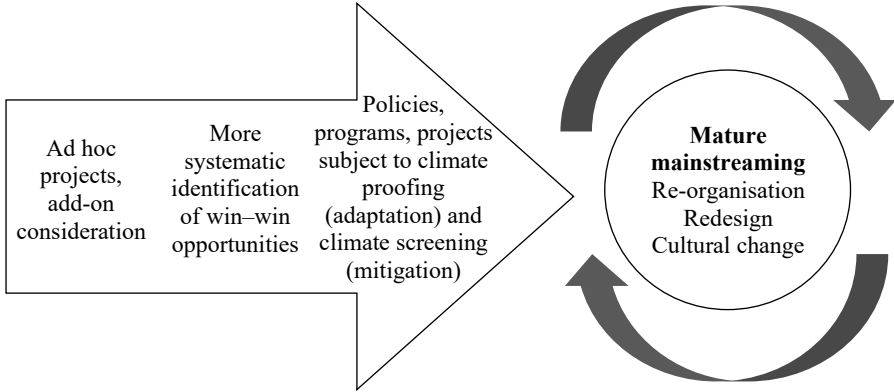 Ad hoc
projects,
add-on
consideration
More
systematic
identification
of win–win
opportunities
Policies,
programs, projects
subject to climate
proofing
(adaptation) and
climate screening
(mitigation)
Mature
mainstreaming
Re-organisation
Redesign
Cultural change